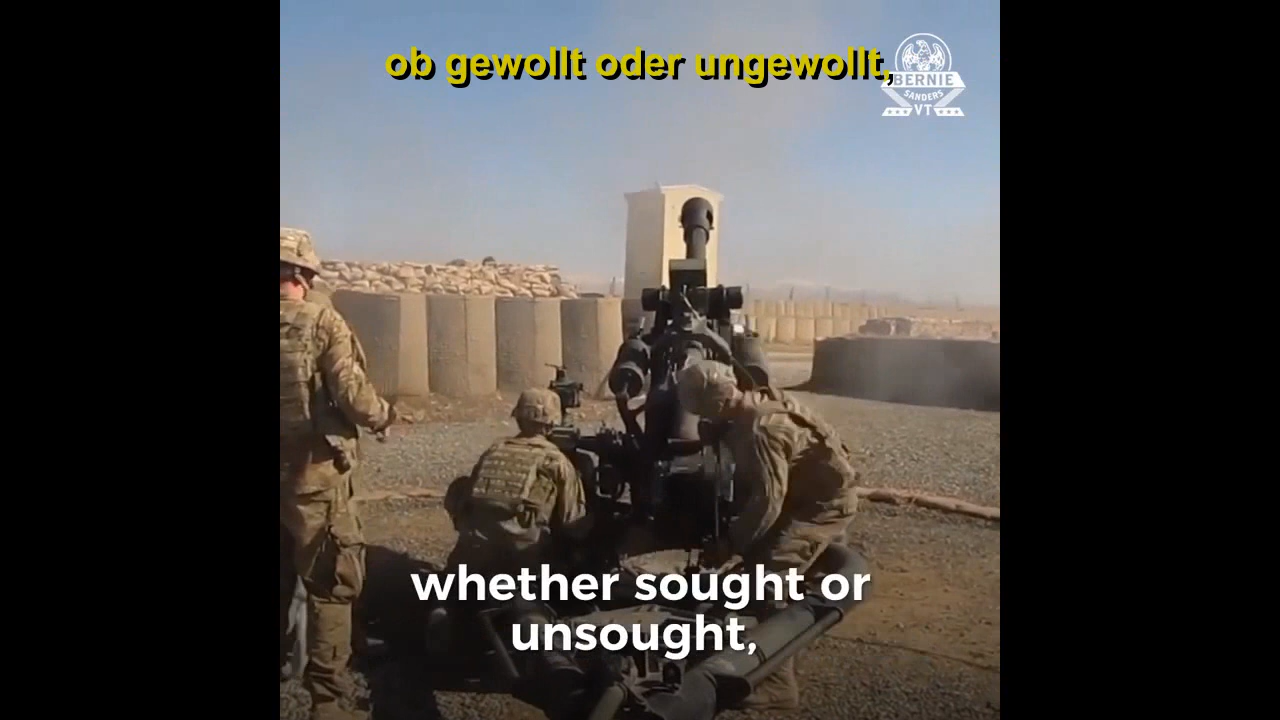 ob gewollt oder ungewollt,
BERNIE
SANDERS
VT
whether sought or
unsought,